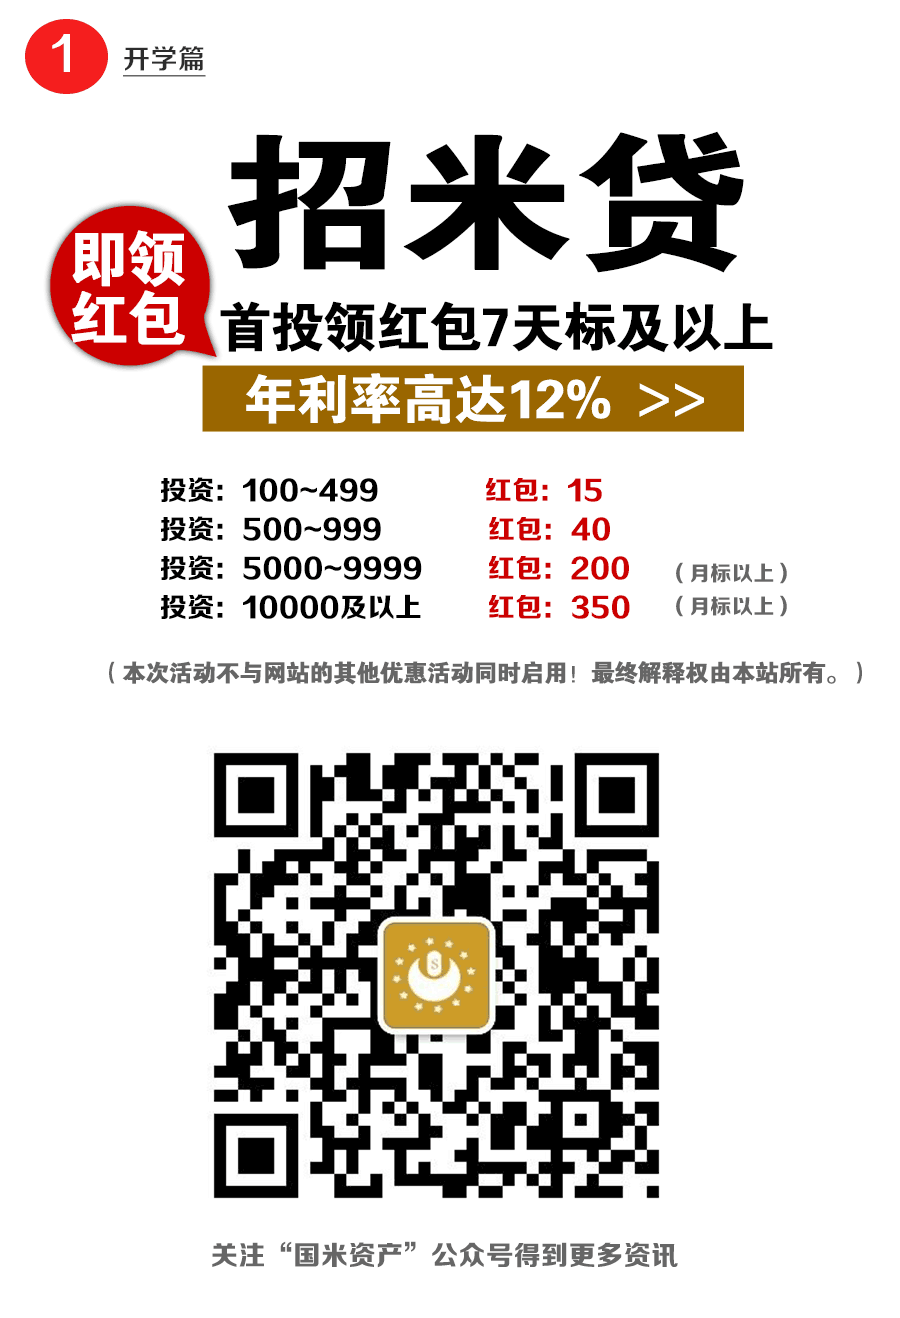 1 开学篇
招米贷
即领
红包
首投领红包7天标及以上
年利率高达12% >>
投资：100~499 红包：15
投资：500~999 红包：40
投资：5000~9999 红包：200 （月标以上）
投资：10000及以上 红包：350 （月标以上）
（本次活动不与网站的其他优惠活动同时启用！最终解释权由本站所有。）
S
关注“国米资产”公众号得到更多资讯